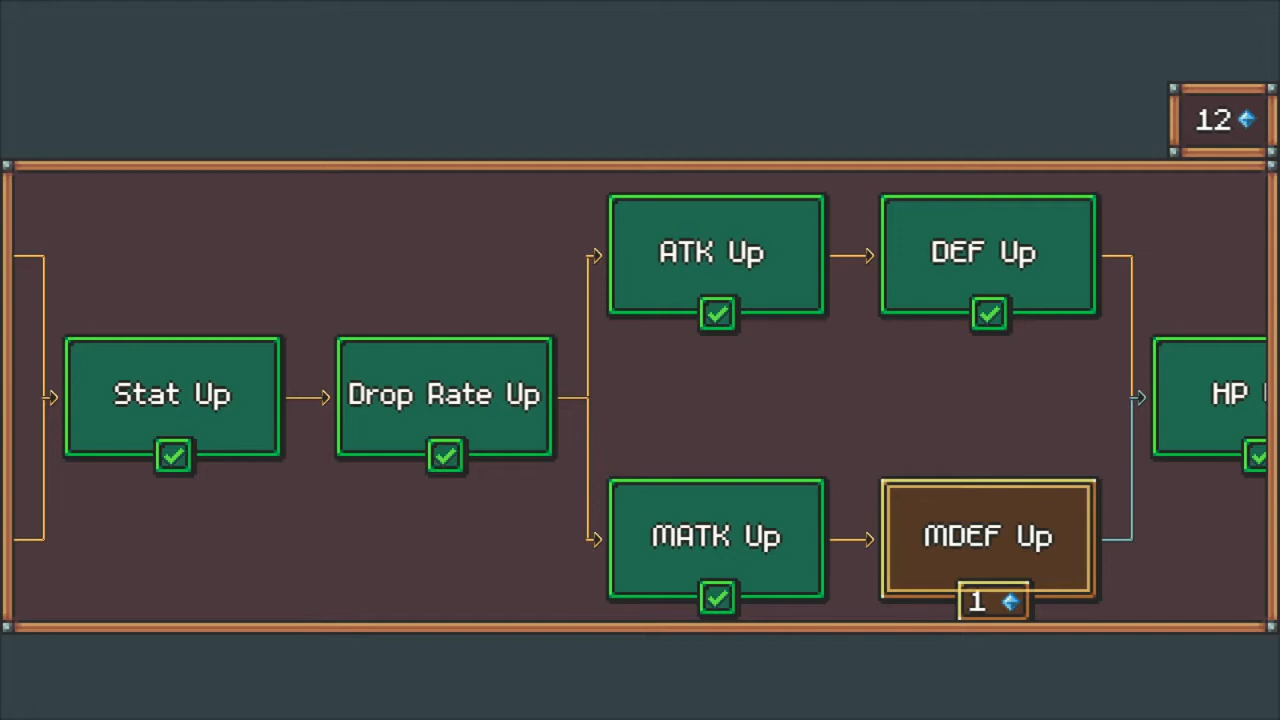 12
ATK Up
DEF Up
Stat Up
Drop Rate Up
HP
MATK Up
MDEF Up
1